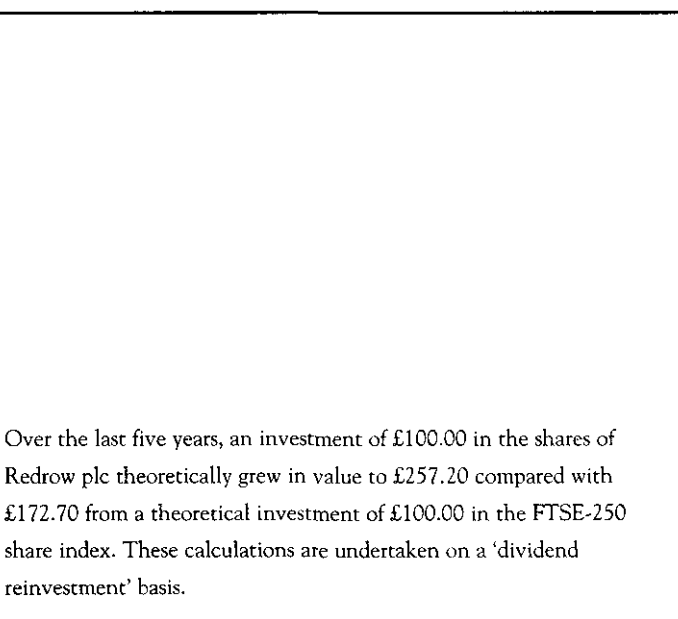 Over the last five years, an investment of £100.00 in the shares of
Redrow plc theoretically grew in value to £257.20 compared with
£172.70 from a theoretical investment of £100.00 in the FTSE-250
share index. These calculations are undertaken on a 'dividend
reinvestment' basis.